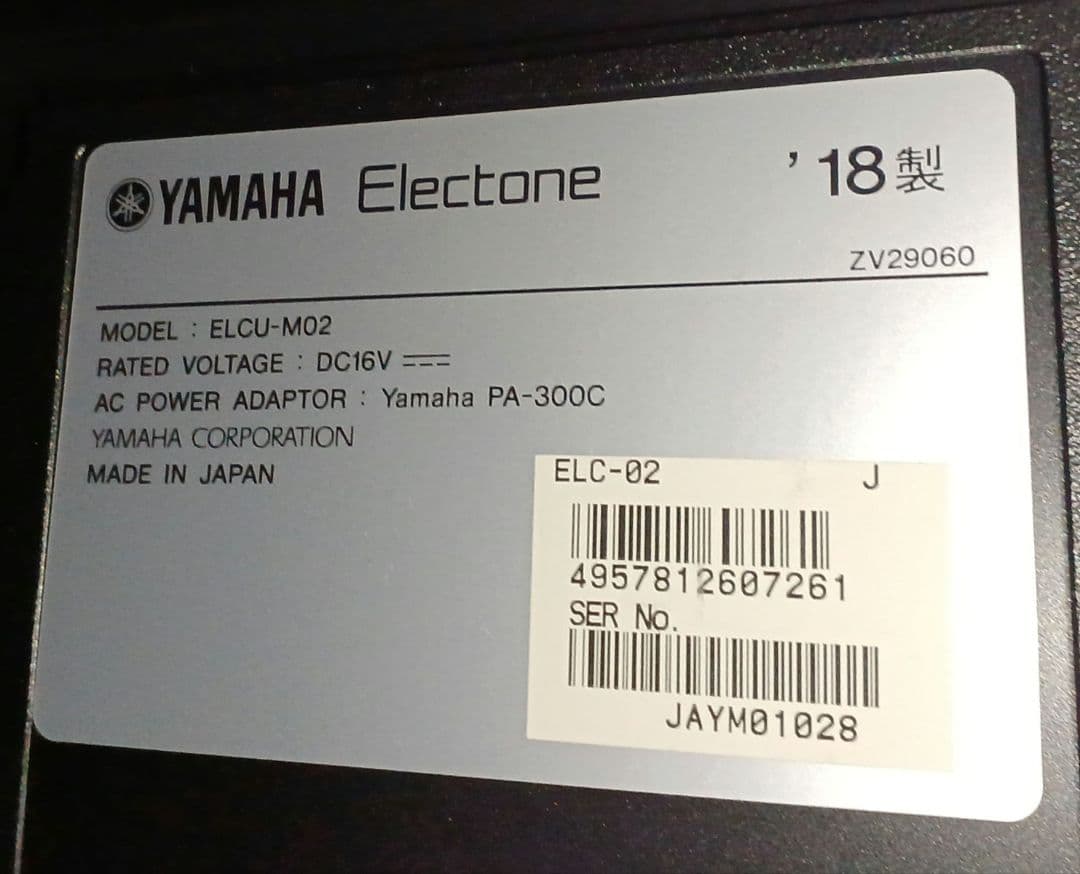 YAMAHA Electone ’18製
ZV29060
MODEL : ELCU-M02
RATED VOLTAGE : DC16V ⎓
AC POWER ADAPTOR : Yamaha PA-300C
YAMAHA CORPORATION
MADE IN JAPAN
ELC-02 J
4957812607261
SER No.
JAYM01028